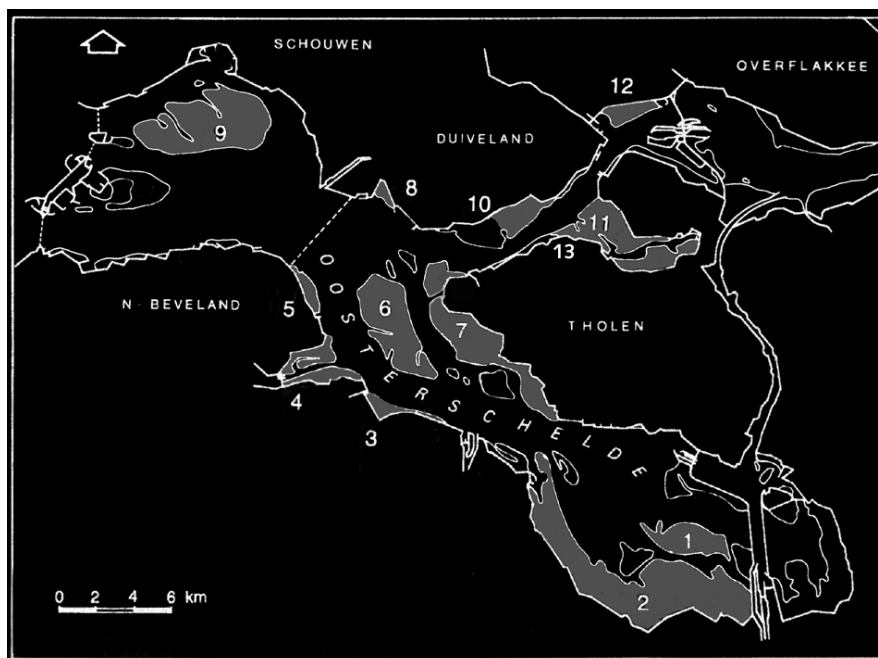 SCHOUWEN
OVERFLAKKEE
12
9
DUIVELAND
8
10
11
13
N-BEVELAND
5
6
7
THOLEN
OOSTERSCHELDE
4
3
1
2
0 2 4 6 km